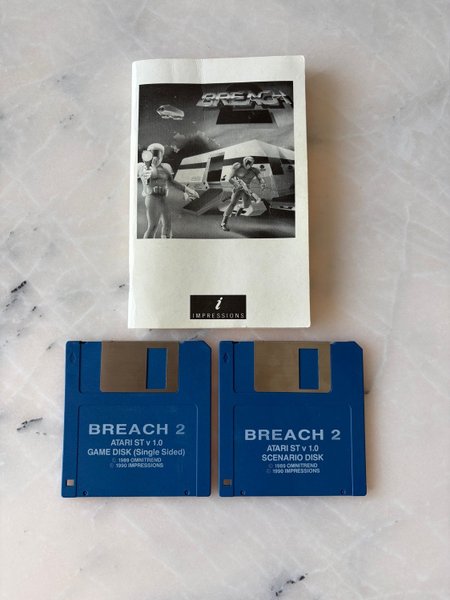 BREACH 2
i
IMPRESSIONS
BREACH 2
ATARI ST v 1.0
GAME DISK (Single Sided)
© 1989 OMNITREND
© 1990 IMPRESSIONS
BREACH 2
ATARI ST v 1.0
SCENARIO DISK
© 1989 OMNITREND
© 1990 IMPRESSIONS